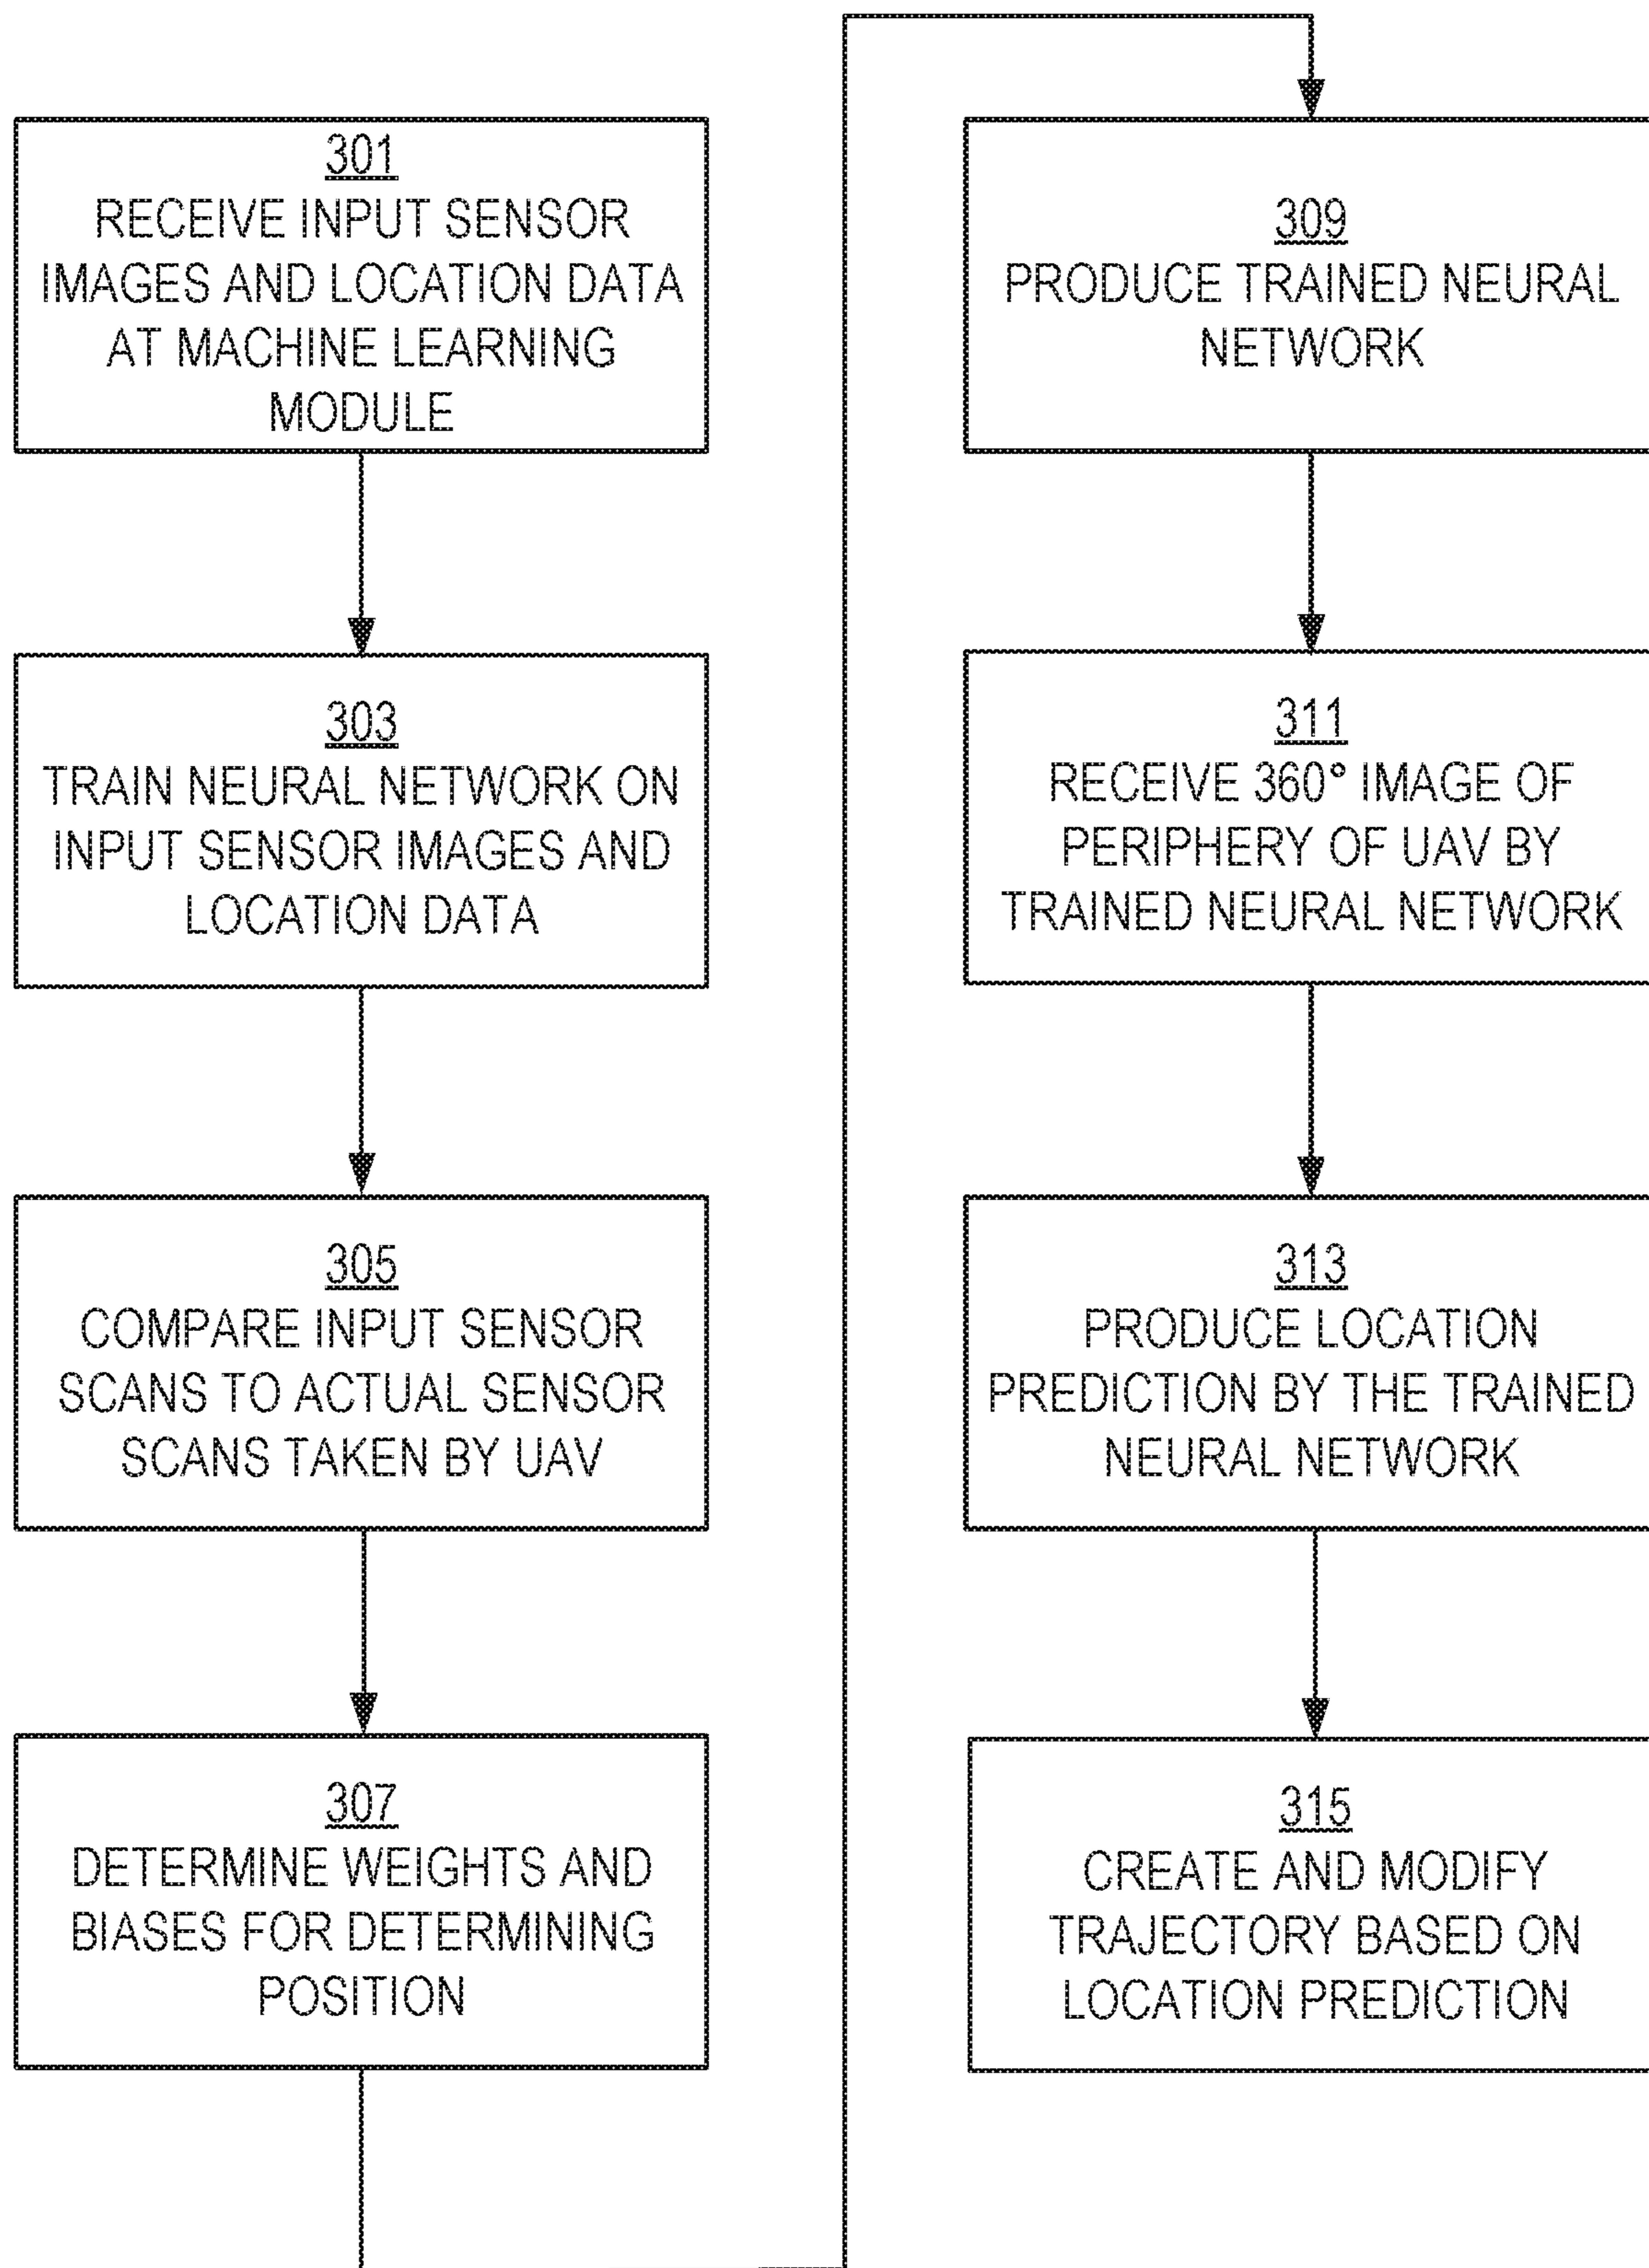 301
RECEIVE INPUT SENSOR
IMAGES AND LOCATION DATA
AT MACHINE LEARNING
MODULE
303
TRAIN NEURAL NETWORK ON
INPUT SENSOR IMAGES AND
LOCATION DATA
305
COMPARE INPUT SENSOR
SCANS TO ACTUAL SENSOR
SCANS TAKEN BY UAV
307
DETERMINE WEIGHTS AND
BIASES FOR DETERMINING
POSITION
309
PRODUCE TRAINED NEURAL
NETWORK
311
RECEIVE 360° IMAGE OF
PERIPHERY OF UAV BY
TRAINED NEURAL NETWORK
313
PRODUCE LOCATION
PREDICTION BY THE TRAINED
NEURAL NETWORK
315
CREATE AND MODIFY
TRAJECTORY BASED ON
LOCATION PREDICTION